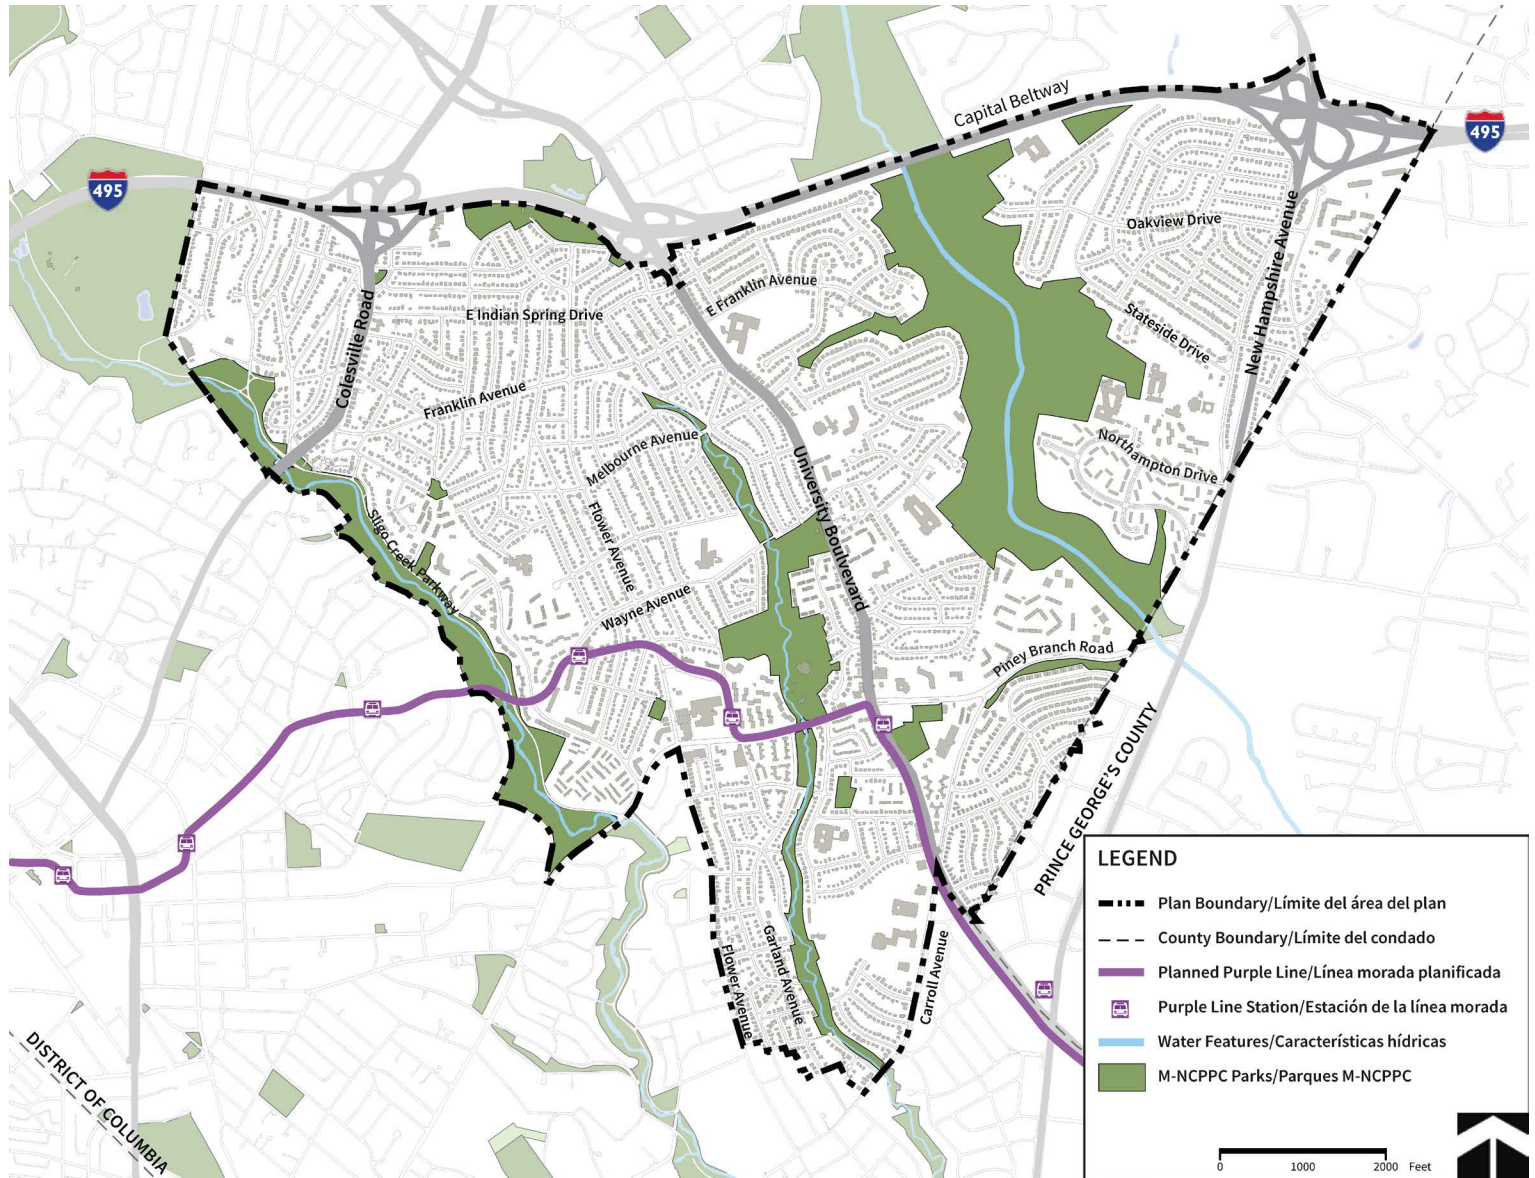 Capital Beltway
495
495
Oakview Drive
New Hampshire Avenue
E Franklin Avenue
E Indian Spring Drive
Colesville Road
Stateside Drive
Franklin Avenue
Melbourne Avenue
Northampton Drive
University Boulvevard
Flower Avenue
Sligo Creek Parkway
Wayne Avenue
Piney Branch Road
PRINCE GEORGE'S COUNTY
Garland Avenue
Flower Avenue
Carroll Avenue
DISTRICT OF COLUMBIA
LEGEND
Plan Boundary/Límite del área del plan
County Boundary/Límite del condado
Planned Purple Line/Línea morada planificada
Purple Line Station/Estación de la línea morada
Water Features/Características hídricas
M-NCPPC Parks/Parques M-NCPPC
0 1000 2000 Feet